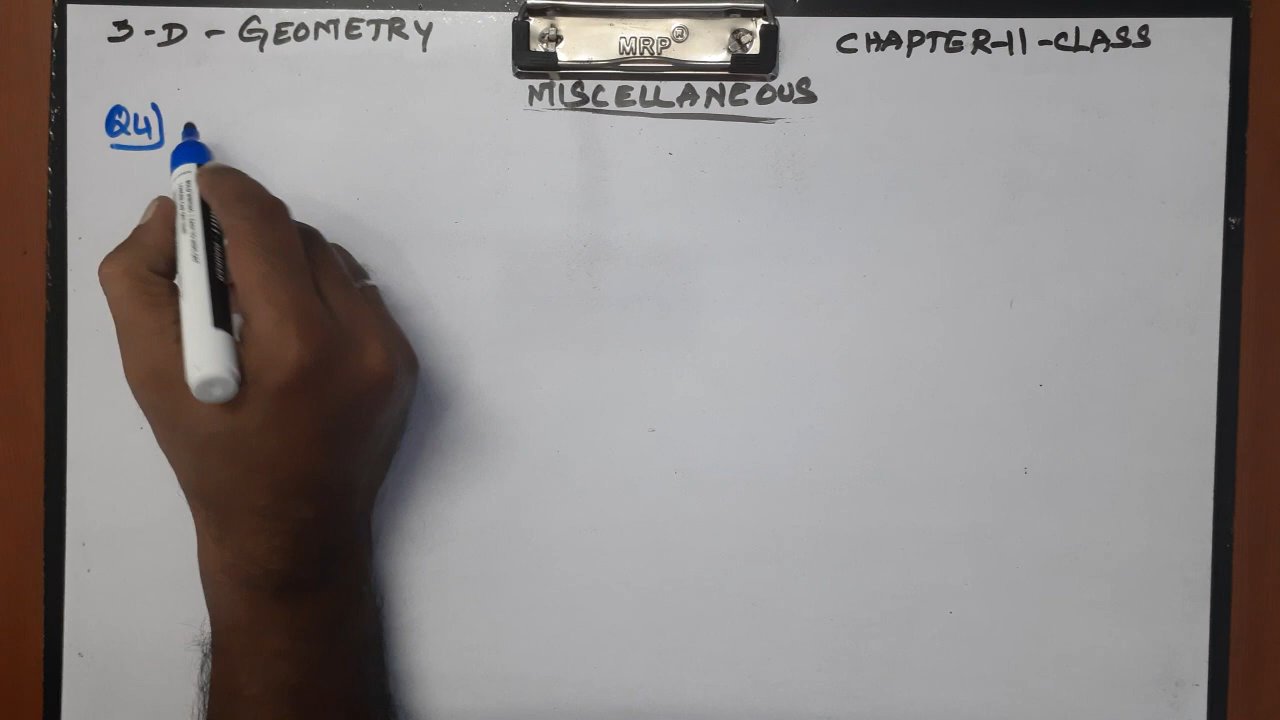 3-D - GEOMETRY
MRP®
CHAPTER-11-CLASS
MISCELLANEOUS
Q4)